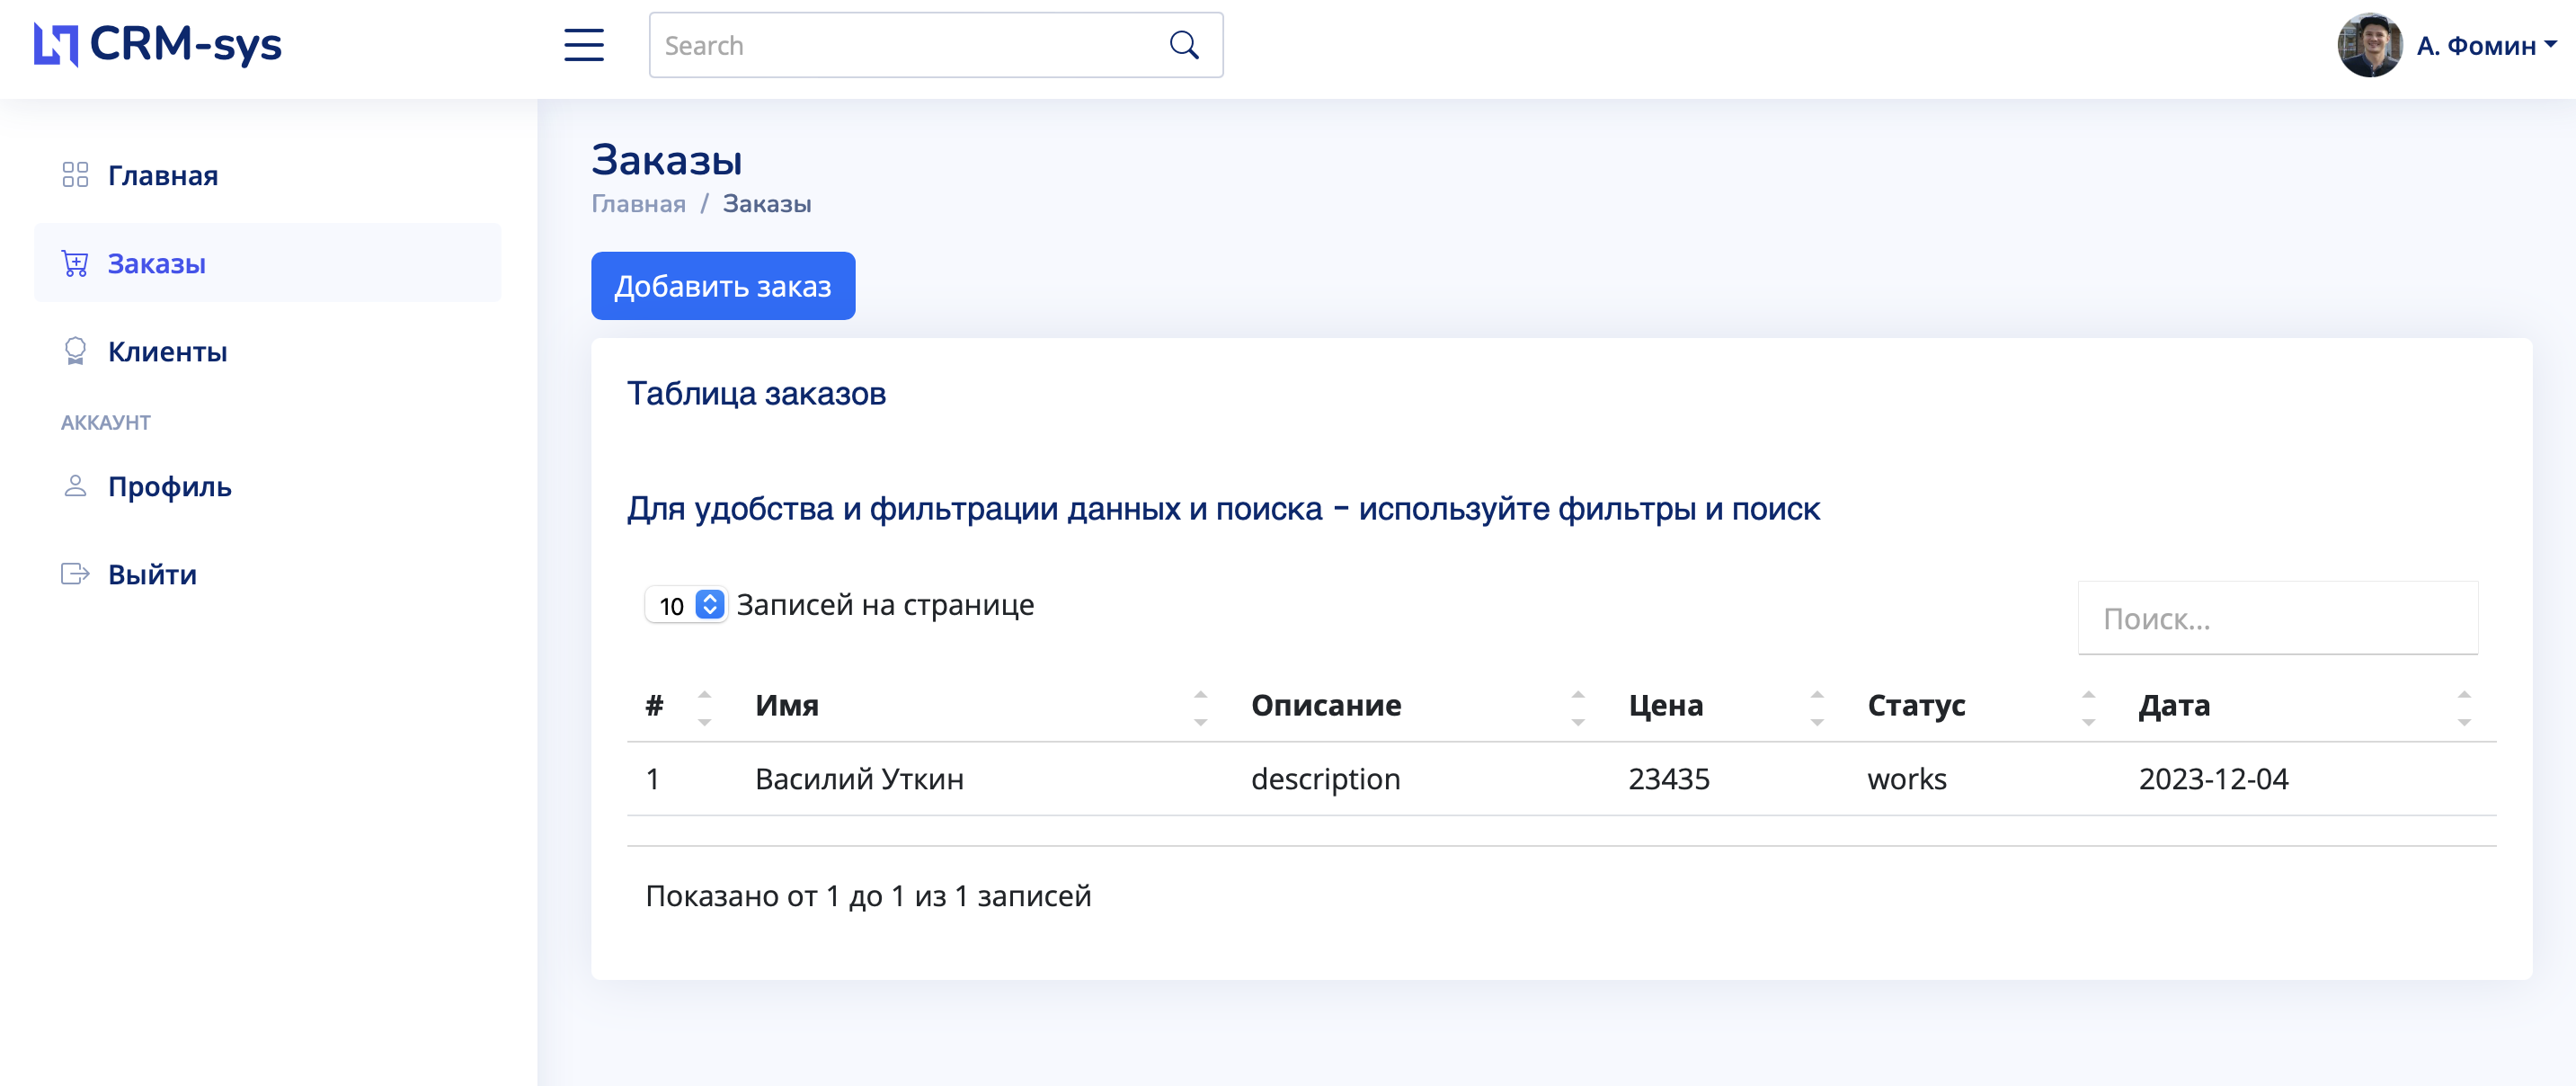 CRM-sys
Search
А. Фомин
Главная
Заказы
Клиенты
АККАУНТ
Профиль
Выйти
Заказы
Главная / Заказы
Добавить заказ
Таблица заказов
Для удобства и фильтрации данных и поиска - используйте фильтры и поиск
10 Записей на странице
Поиск...
# Имя Описание Цена Статус Дата
1 Василий Уткин description 23435 works 2023-12-04
Показано от 1 до 1 из 1 записей